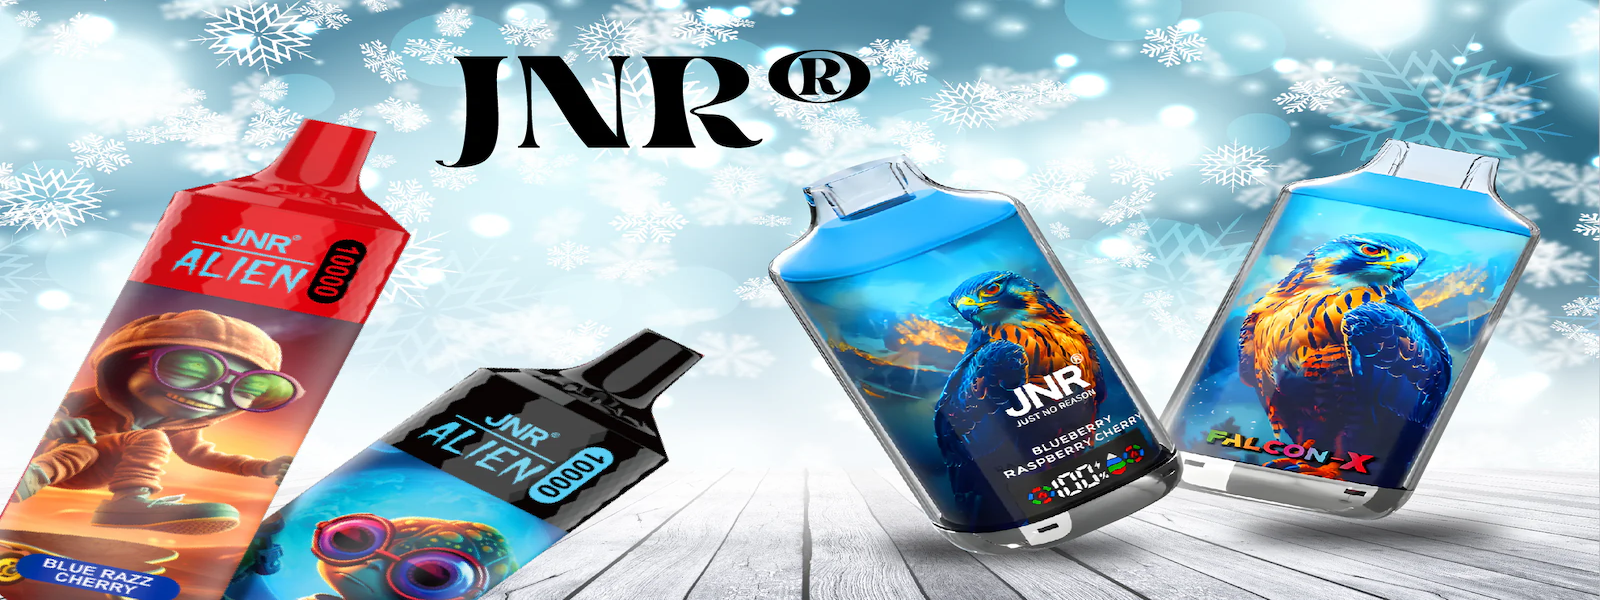 JNR®
JNR®
ALIEN
10000
BLUE RAZZ
CHERRY
JNR®
ALIEN
10000
JNR®
JUST NO REASON
BLUEBERRY
RASPBERRY CHERRY
100%
FALCON-X